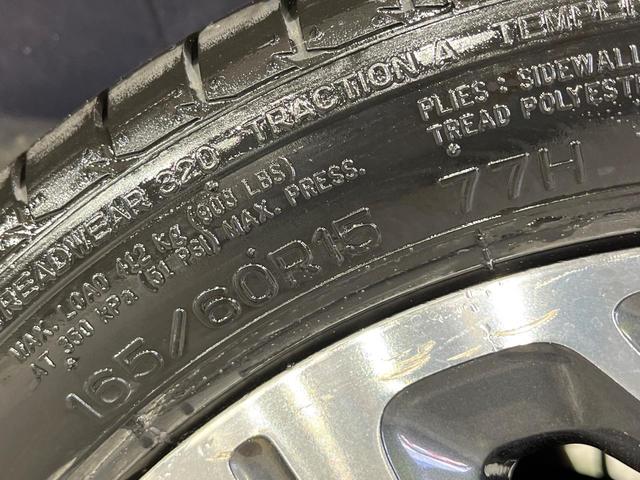 TREADWEAR 320 TRACTION A TEMPE
PLIES : SIDEWALL
TREAD POLYEST
MAX. LOAD 412 kg (908 LBS)
AT 350 kPa (51 PSI) MAX. PRESS.
165/60R15 77H